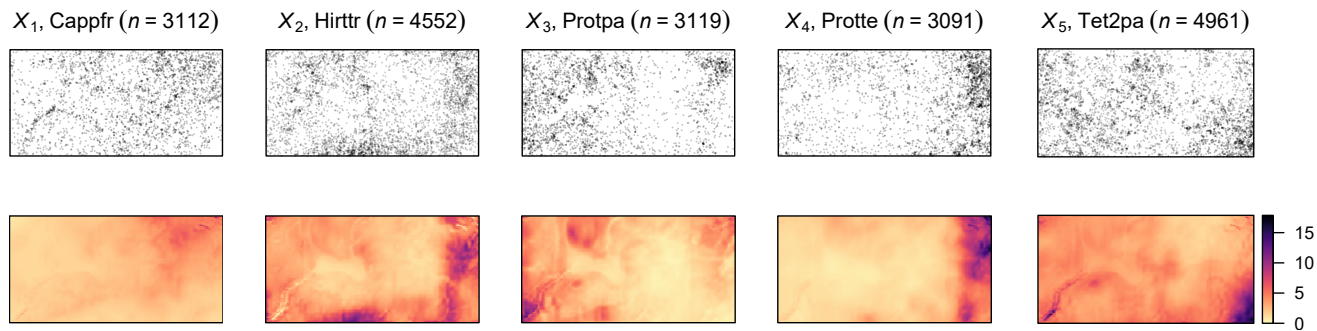 X₁, Cappfr (n = 3112)
X₂, Hirttr (n = 4552)
X₃, Protpa (n = 3119)
X₄, Protte (n = 3091)
X₅, Tet2pa (n = 4961)
15
10
5
0